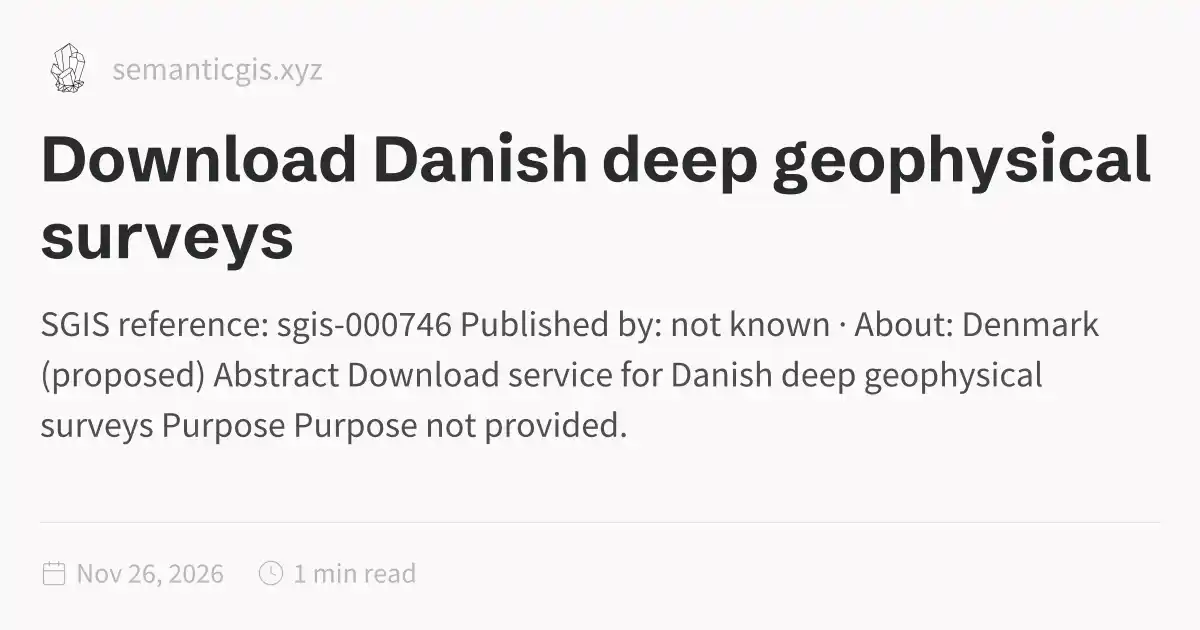 semanticgis.xyz
Download Danish deep geophysical
surveys
SGIS reference: sgis-000746 Published by: not known · About: Denmark
(proposed) Abstract Download service for Danish deep geophysical
surveys Purpose Purpose not provided.
Nov 26, 2026 1 min read